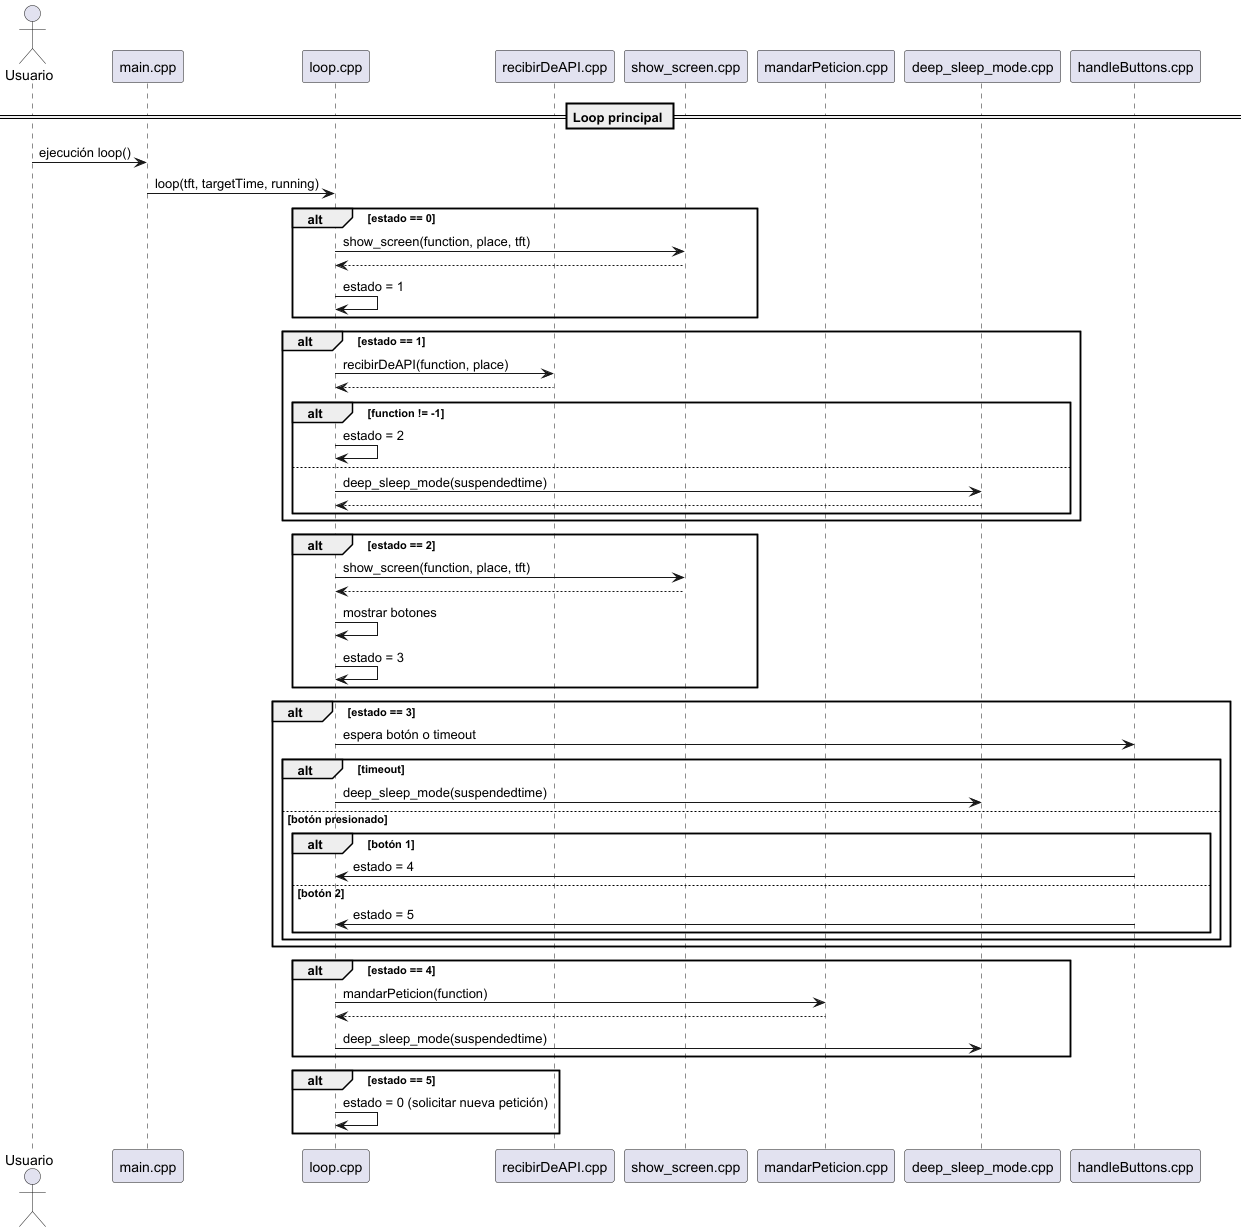 Usuario
main.cpp
loop.cpp
recibirDeAPI.cpp
show_screen.cpp
mandarPeticion.cpp
deep_sleep_mode.cpp
handleButtons.cpp
Loop principal
ejecución loop()
loop(tft, targetTime, running)
alt [estado == 0]
show_screen(function, place, tft)
estado = 1
alt [estado == 1]
recibirDeAPI(function, place)
alt [function != -1]
estado = 2
deep_sleep_mode(suspendedtime)
alt [estado == 2]
show_screen(function, place, tft)
mostrar botones
estado = 3
alt [estado == 3]
espera botón o timeout
alt [timeout]
deep_sleep_mode(suspendedtime)
[botón presionado]
alt [botón 1]
estado = 4
[botón 2]
estado = 5
alt [estado == 4]
mandarPeticion(function)
deep_sleep_mode(suspendedtime)
alt [estado == 5]
estado = 0 (solicitar nueva petición)
Usuario
main.cpp
loop.cpp
recibirDeAPI.cpp
show_screen.cpp
mandarPeticion.cpp
deep_sleep_mode.cpp
handleButtons.cpp